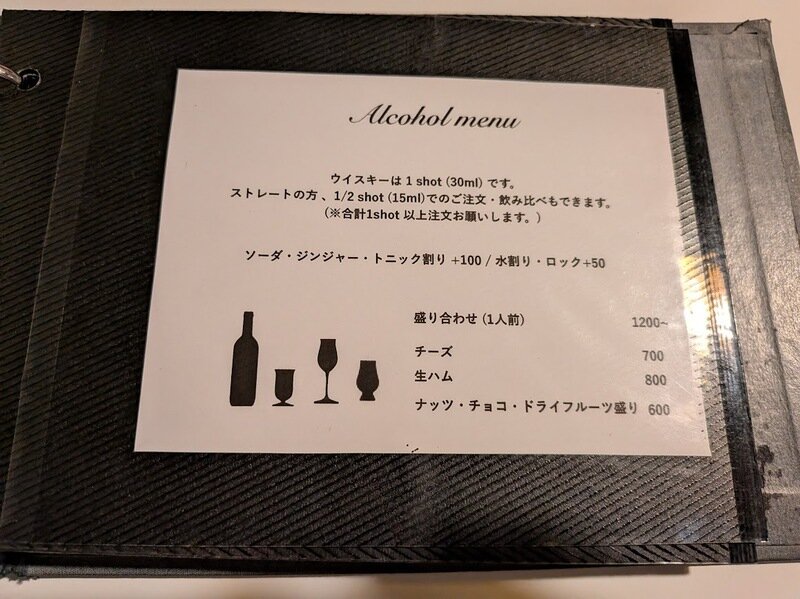 Alcohol menu
ウイスキーは 1 shot (30ml) です。
ストレートの方、1/2 shot (15ml)でのご注文・飲み比べもできます。
(※合計1shot 以上注文お願いします。)
ソーダ・ジンジャー・トニック割り +100 / 水割り・ロック+50
盛り合わせ (1人前) 1200~
チーズ 700
生ハム 800
ナッツ・チョコ・ドライフルーツ盛り 600